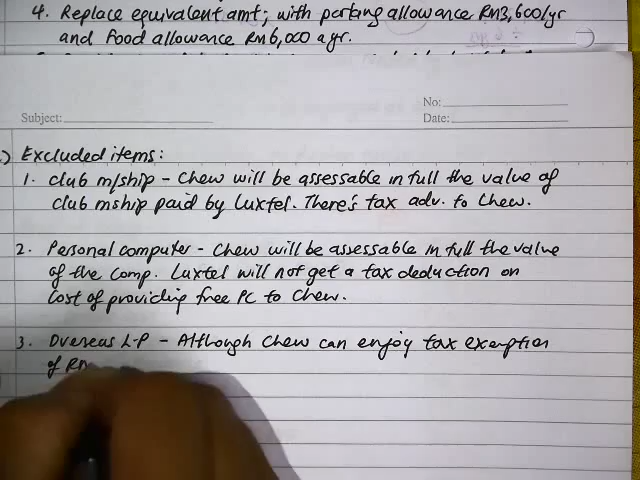 4. Replace equivalent amt; with parking allowance RM3,600/yr
and Food allowance RM6,000 a yr.
No:
Subject:
Date:
) Excluded items:
1. Club m/ship - Chew will be assessable in full the value of
club mship paid by Luxtel. There's tax adv. to Chew.
2. Personal computer - Chew will be assessable in full the value
of the comp. Luxtel will not get a tax deduction on
cost of providing free PC to Chew.
3. Overseas L-P - Although Chew can enjoy tax exemption
of RM